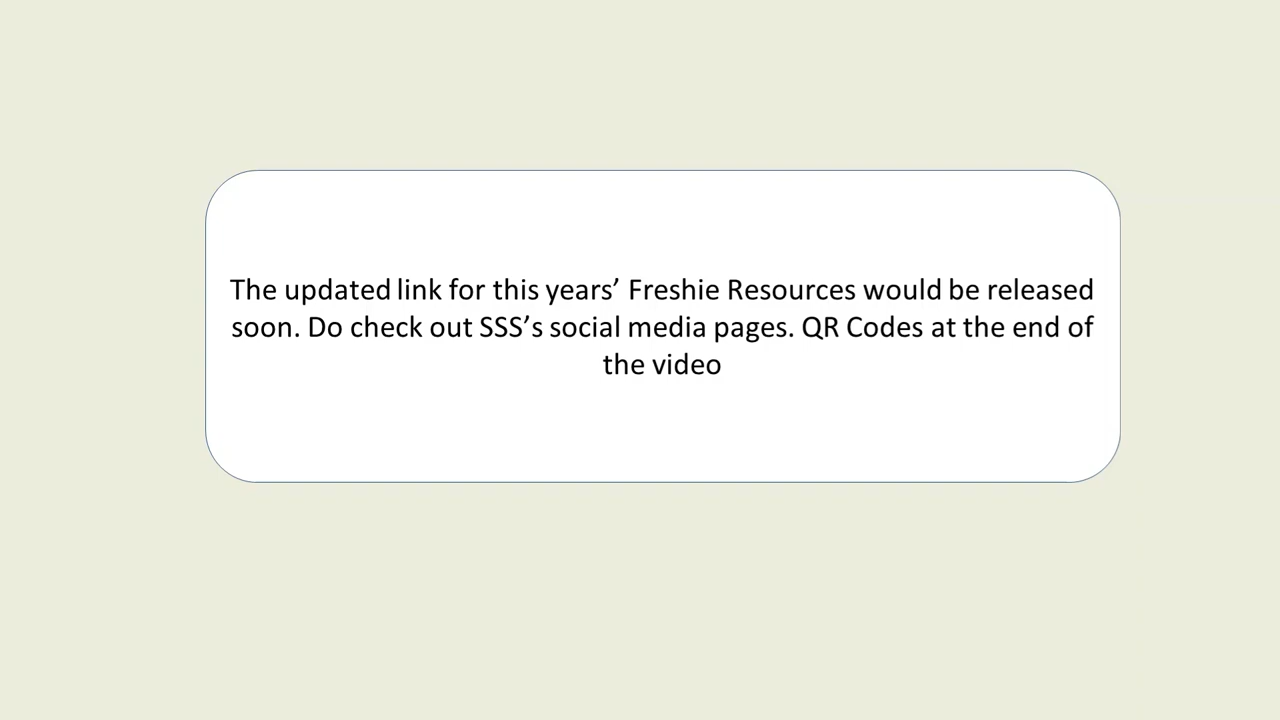 The updated link for this years’ Freshie Resources would be released
soon. Do check out SSS’s social media pages. QR Codes at the end of
the video